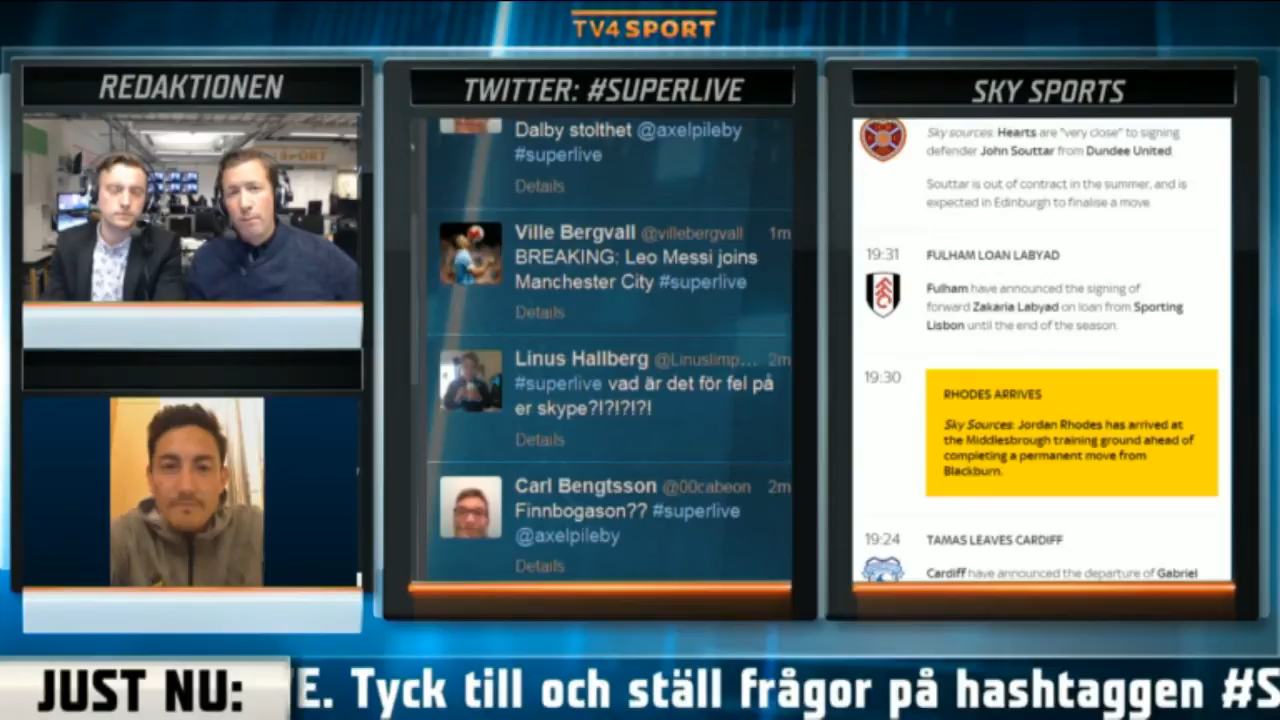 TV4 SPORT
REDAKTIONEN
SPORT
TWITTER: #SUPERLIVE
Dalby stolthet @axelpileby
#superlive
Details
Ville Bergvall @villebergvall 1m
BREAKING: Leo Messi joins
Manchester City #superlive
Details
Linus Hallberg @Linuslimp... 2m
#superlive vad är det för fel på
er skype?!?!?!?!
Details
Carl Bengtsson @00cabeon 2m
Finnbogason?? #superlive
@axelpileby
Details
SKY SPORTS
Sky sources: Hearts are "very close" to signing
defender John Souttar from Dundee United.
Souttar is out of contract in the summer, and is
expected in Edinburgh to finalise a move.
19:31 FULHAM LOAN LABYAD
Fulham have announced the signing of
forward Zakaria Labyad on loan from Sporting
Lisbon until the end of the season.
19:30
RHODES ARRIVES
Sky Sources: Jordan Rhodes has arrived at
the Middlesbrough training ground ahead of
completing a permanent move from
Blackburn.
19:24 TAMAS LEAVES CARDIFF
Cardiff have announced the departure of Gabriel
JUST NU: E. Tyck till och ställ frågor på hashtaggen #S